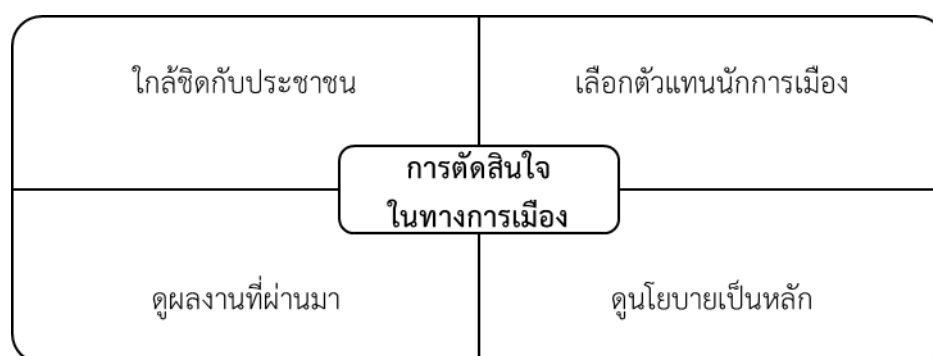 ใกล้ชิดกับประชาชน
เลือกตัวแทนนักการเมือง
การตัดสินใจ
ในทางการเมือง
ดูผลงานที่ผ่านมา
ดูนโยบายเป็นหลัก